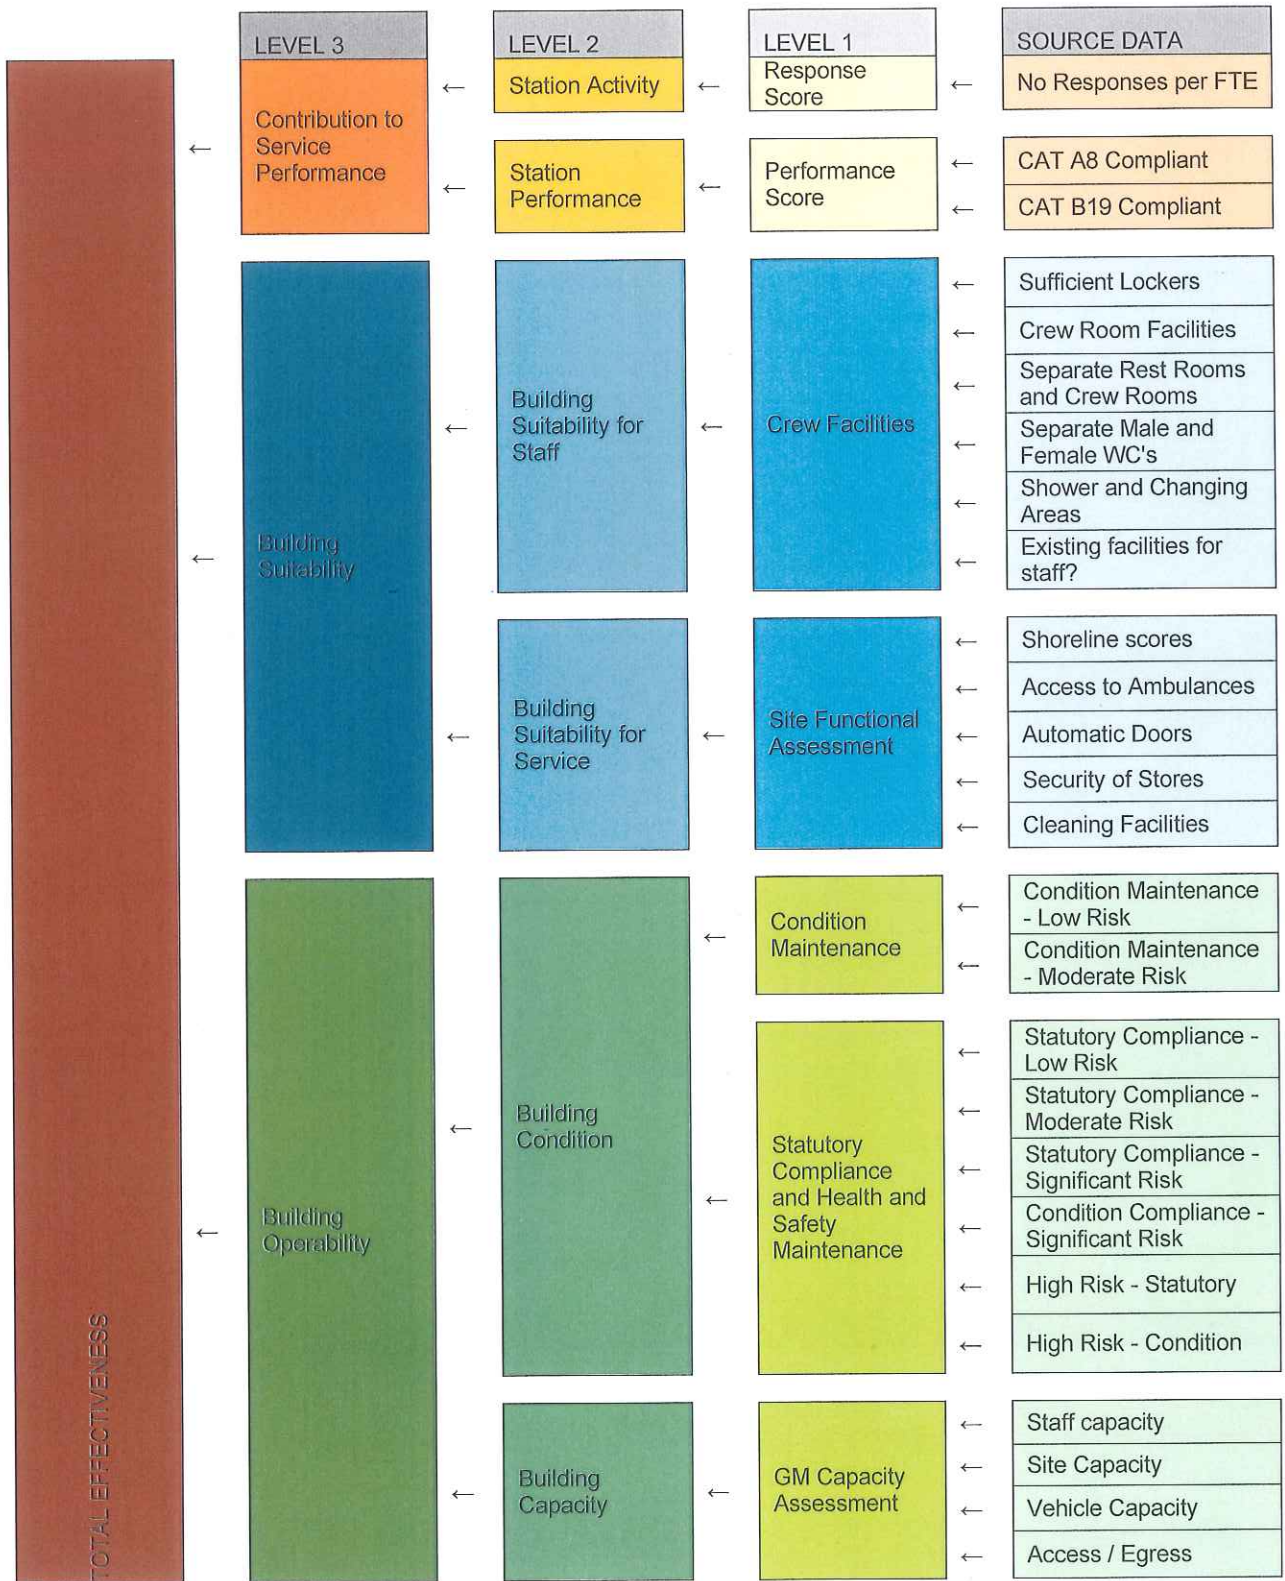 LEVEL 3
LEVEL 2
LEVEL 1
SOURCE DATA
Contribution to
Service
Performance
Station Activity
Response
Score
No Responses per FTE
Station
Performance
Performance
Score
CAT A8 Compliant
CAT B19 Compliant
Building
Suitability
Building
Suitability for
Staff
Crew Facilities
Sufficient Lockers
Crew Room Facilities
Separate Rest Rooms
and Crew Rooms
Separate Male and
Female WC's
Shower and Changing
Areas
Existing facilities for
staff?
Building
Suitability for
Service
Site Functional
Assessment
Shoreline scores
Access to Ambulances
Automatic Doors
Security of Stores
Cleaning Facilities
Building
Operability
Building
Condition
Condition
Maintenance
Condition Maintenance
- Low Risk
Condition Maintenance
- Moderate Risk
Statutory
Compliance
and Health and
Safety
Maintenance
Statutory Compliance -
Low Risk
Statutory Compliance -
Moderate Risk
Statutory Compliance -
Significant Risk
Condition Compliance -
Significant Risk
High Risk - Statutory
High Risk - Condition
Building
Capacity
GM Capacity
Assessment
Staff capacity
Site Capacity
Vehicle Capacity
Access / Egress
TOTAL EFFECTIVENESS